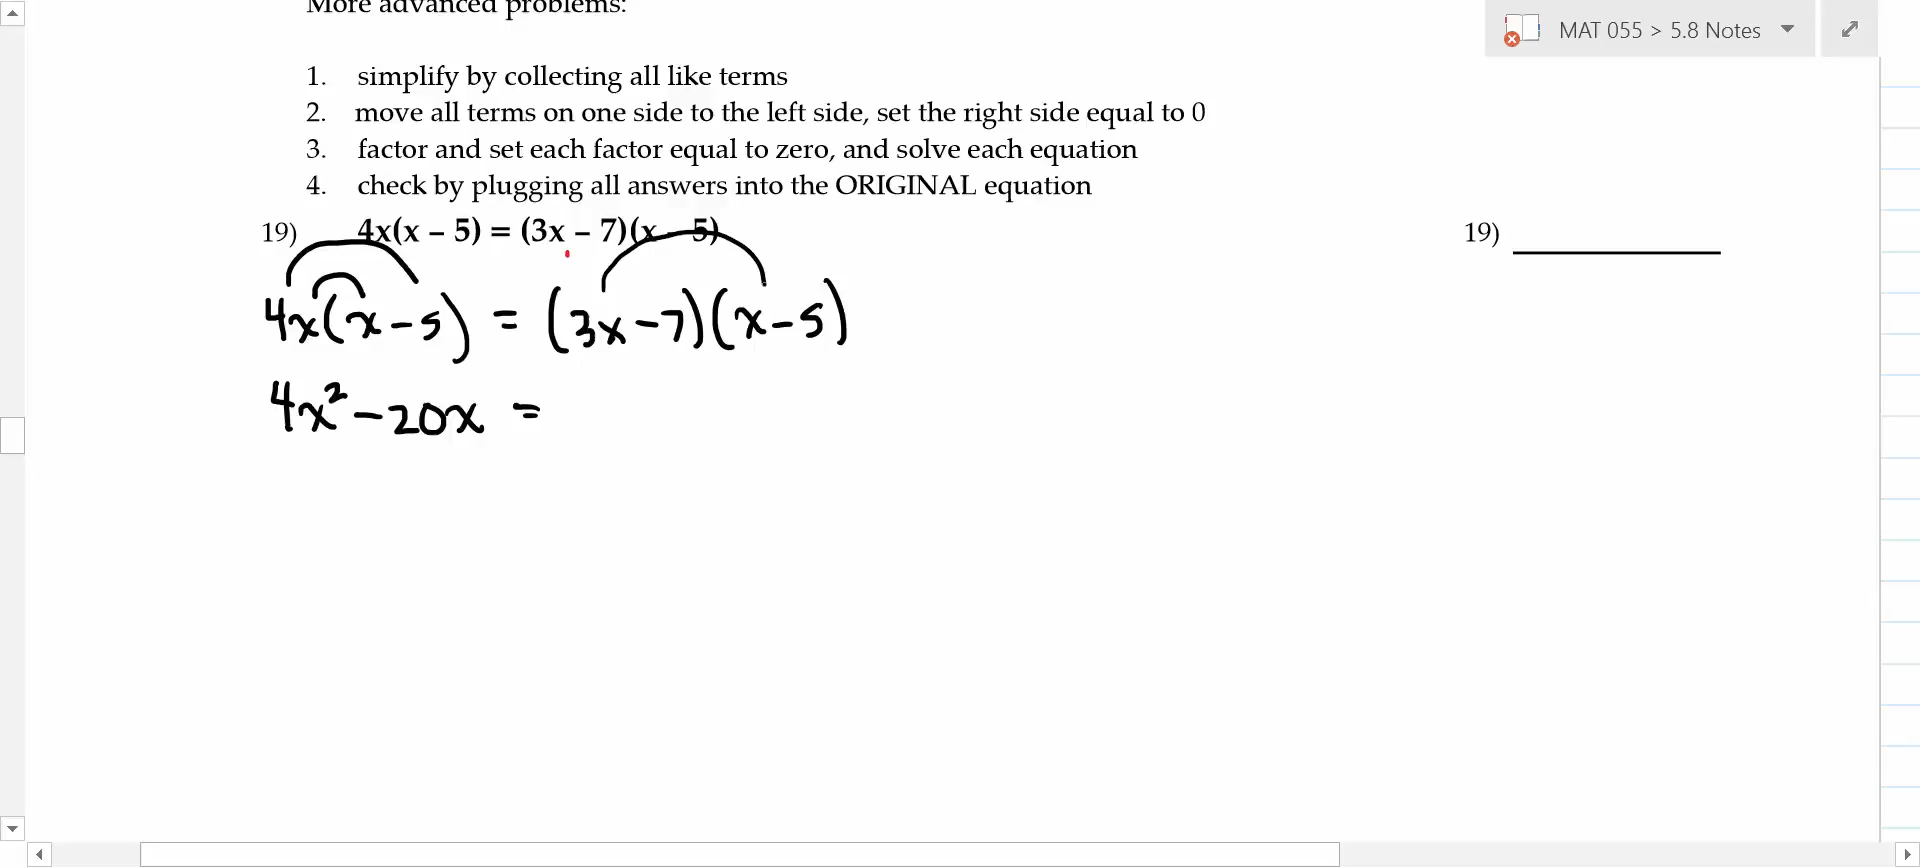 More advanced problems:
MAT 055 > 5.8 Notes
1. simplify by collecting all like terms
2. move all terms on one side to the left side, set the right side equal to 0
3. factor and set each factor equal to zero, and solve each equation
4. check by plugging all answers into the ORIGINAL equation
19) 4x(x – 5) = (3x – 7)(x – 5)
19) ________
4x(x-5) = (3x-7)(x-5)
4x² - 20x =